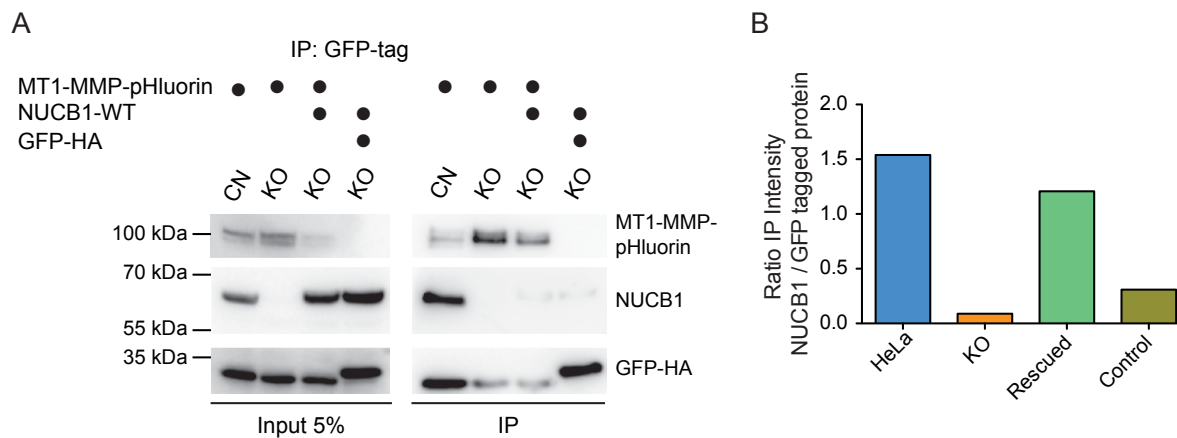 A
IP: GFP-tag
MT1-MMP-pHluorin
NUCB1-WT
GFP-HA
CN KO KO KO CN KO KO KO
100 kDa
70 kDa
55 kDa
35 kDa
MT1-MMP-
pHluorin
NUCB1
GFP-HA
Input 5% IP
B
Ratio IP Intensity
NUCB1 / GFP tagged protein
2.0
1.5
1.0
0.5
0.0
HeLa KO Rescued Control